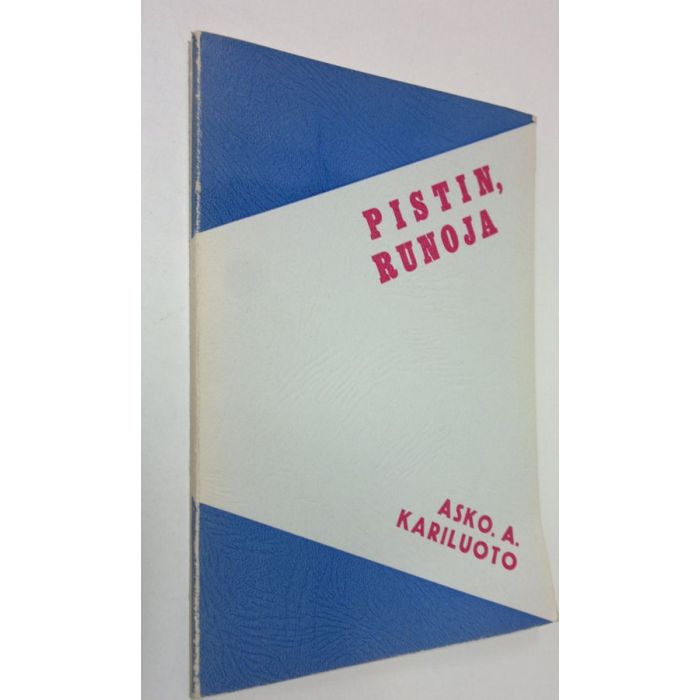 PISTIN,
RUNOJA
ASKO. A.
KARILUOTO